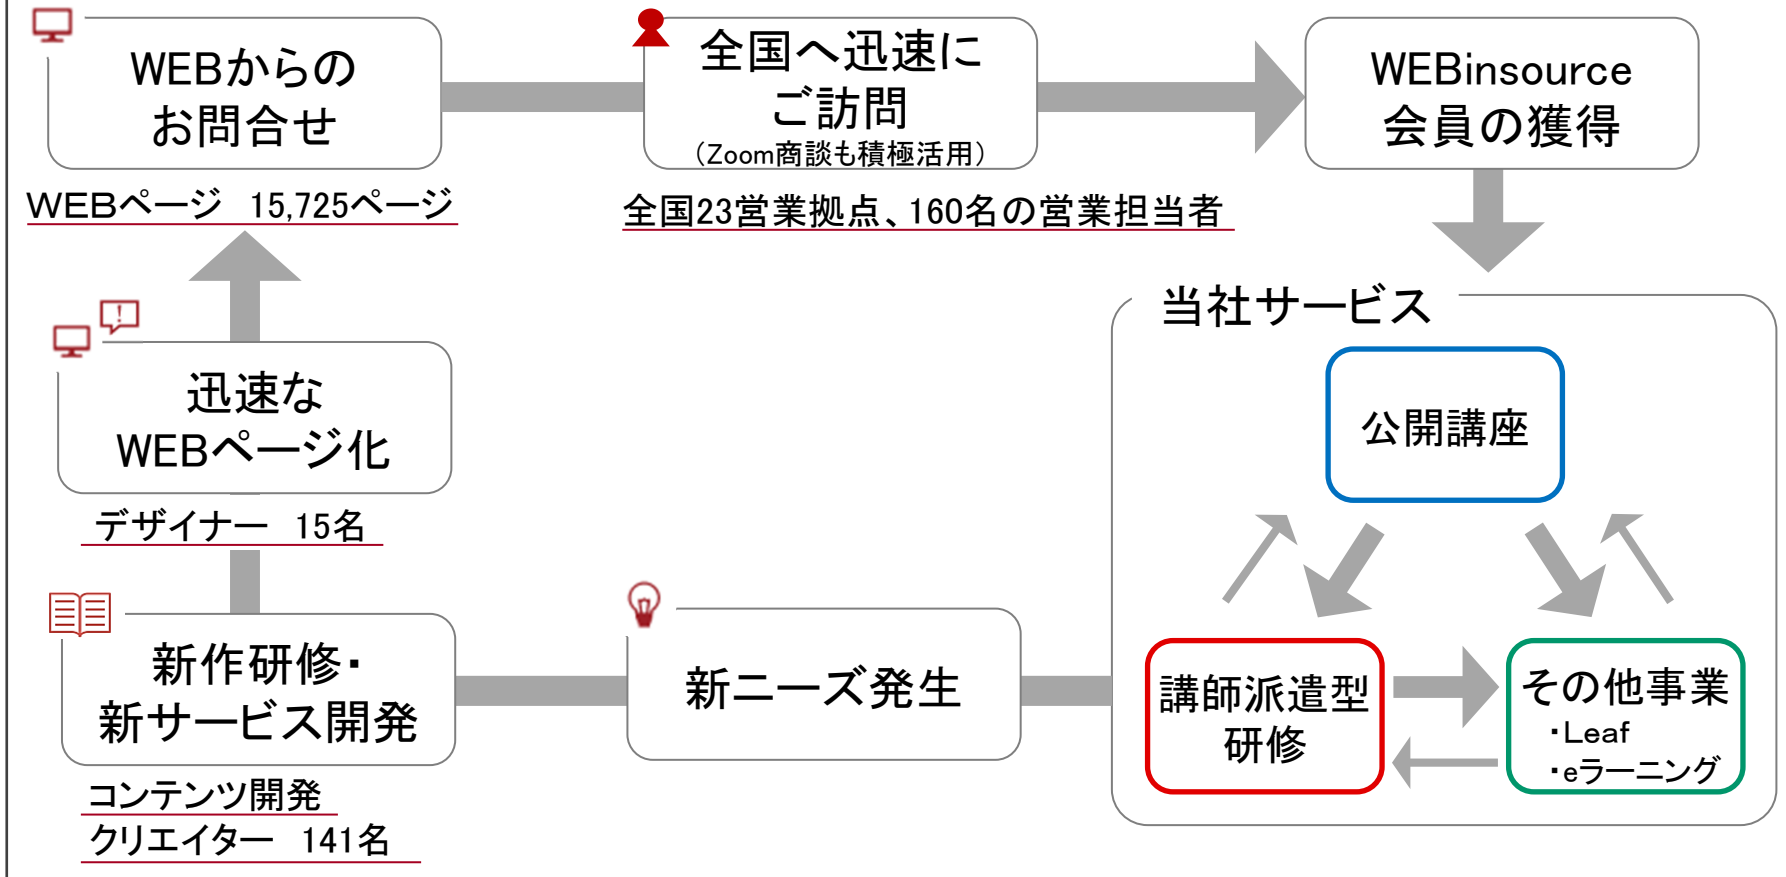 WEBからの
お問合せ
WEBページ　15,725ページ
全国へ迅速に
ご訪問
（Zoom商談も積極活用）
全国23営業拠点、160名の営業担当者
WEBinsource
会員の獲得
当社サービス
公開講座
講師派遣型
研修
その他事業
・Leaf
・eラーニング
新ニーズ発生
新作研修・
新サービス開発
コンテンツ開発
クリエイター　141名
迅速な
WEBページ化
デザイナー　15名